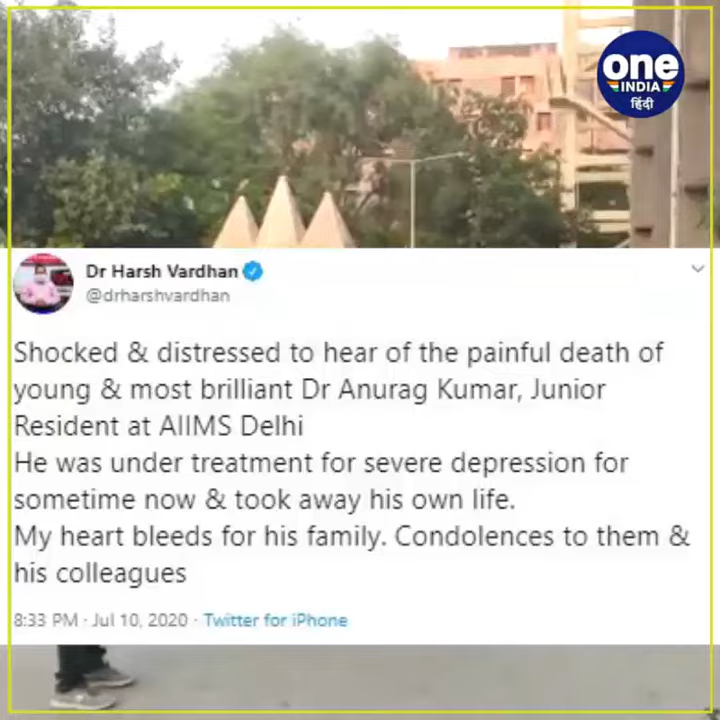 one
INDIA
हिंदी
Dr Harsh Vardhan
@drharshvardhan
Shocked & distressed to hear of the painful death of
young & most brilliant Dr Anurag Kumar, Junior
Resident at AIIMS Delhi
He was under treatment for severe depression for
sometime now & took away his own life.
My heart bleeds for his family. Condolences to them &
his colleagues
8:33 PM · Jul 10, 2020 · Twitter for iPhone